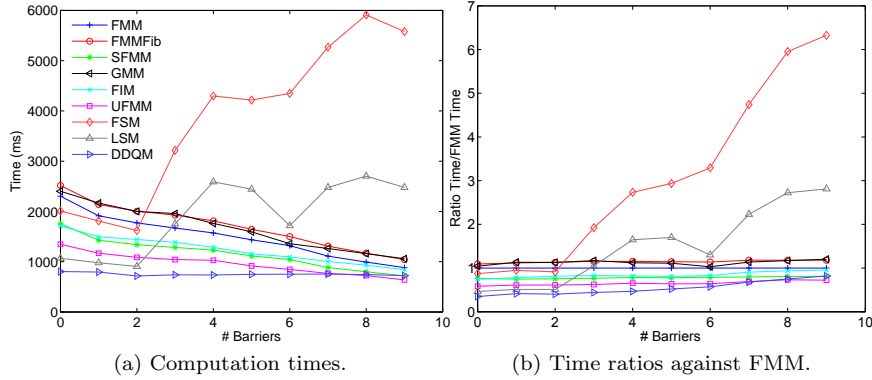 6000
5000
4000
3000
2000
1000
0
Time (ms)
FMM
FMMFib
SFMM
GMM
FIM
UFMM
FSM
LSM
DDQM
0 2 4 6 8 10
# Barriers
(a) Computation times.
7
6
5
4
3
2
1
0
Ratio Time/FMM Time
0 2 4 6 8 10
# Barriers
(b) Time ratios against FMM.